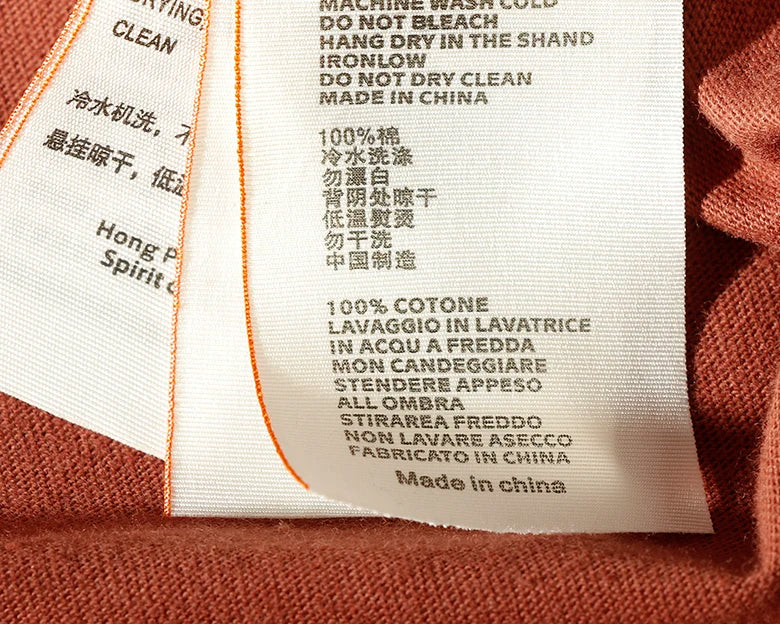 DRYING
CLEAN
冷水机洗，不
悬挂晾干，低温
Hong P
Spirit
MACHINE WASH COLD
DO NOT BLEACH
HANG DRY IN THE SHAND
IRONLOW
DO NOT DRY CLEAN
MADE IN CHINA
100%棉
冷水洗涤
勿漂白
背阴处晾干
低温熨烫
勿干洗
中国制造
100% COTONE
LAVAGGIO IN LAVATRICE
IN ACQU A FREDDA
MON CANDEGGIARE
STENDERE APPESO
ALL OMBRA
STIRAREA FREDDO
NON LAVARE ASECCO
FABRICATO IN CHINA
Made in china